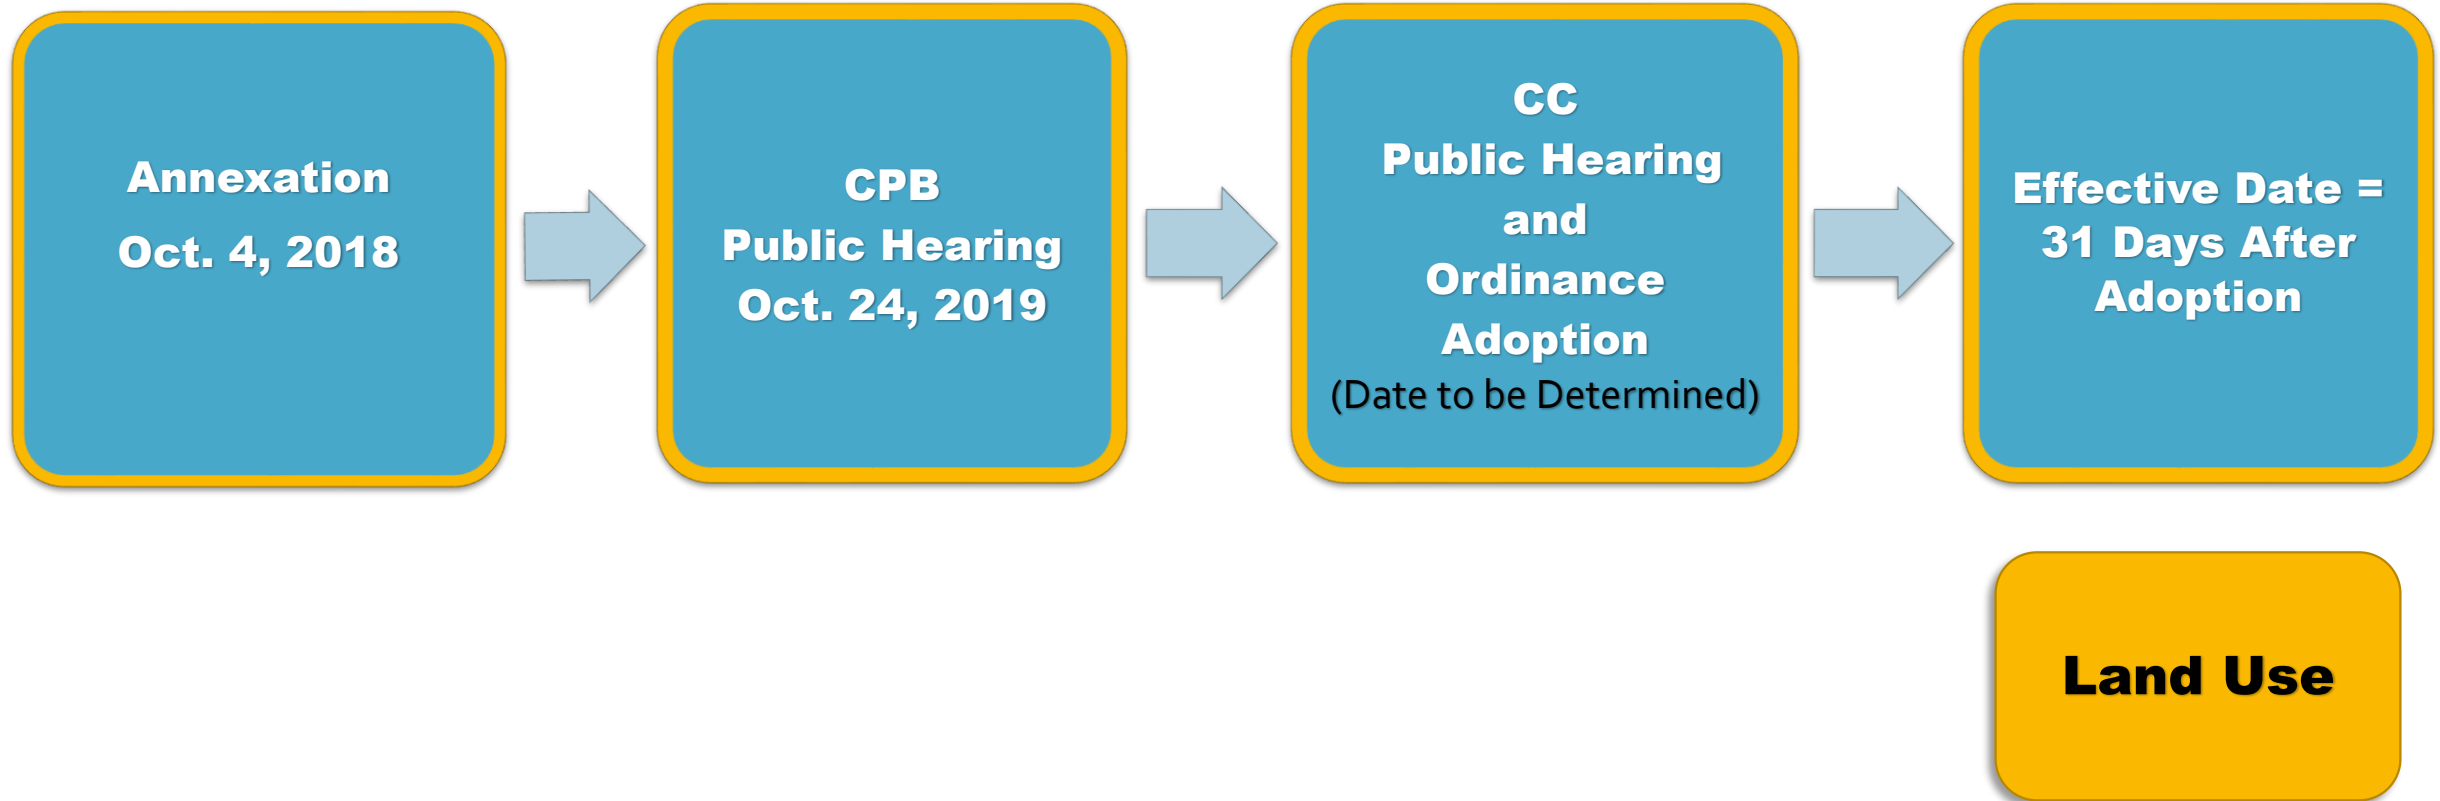 Annexation
Oct. 4, 2018
CPB
Public Hearing
Oct. 24, 2019
CC
Public Hearing
and
Ordinance
Adoption
(Date to be Determined)
Effective Date =
31 Days After
Adoption
Land Use